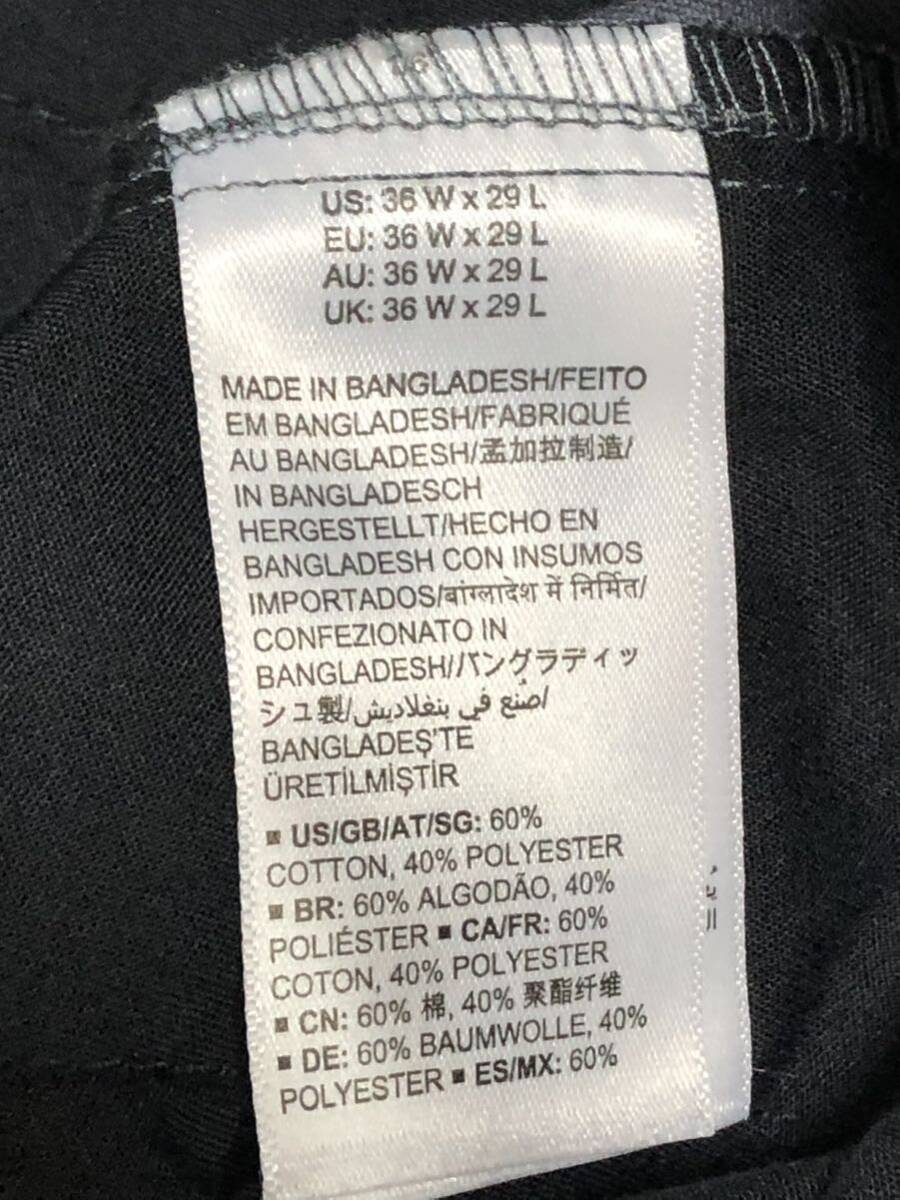 US: 36 W x 29 L
EU: 36 W x 29 L
AU: 36 W x 29 L
UK: 36 W x 29 L
MADE IN BANGLADESH/FEITO
EM BANGLADESH/FABRIQUÉ
AU BANGLADESH/孟加拉制造/
IN BANGLADESCH
HERGESTELLT/HECHO EN
BANGLADESH CON INSUMOS
IMPORTADOS/बांग्लादेश में निर्मित/
CONFEZIONATO IN
BANGLADESH/バングラディッ
シュ製/صنع في بنغلاديش/
BANGLADEŞ'TE
ÜRETİLMİŞTİR
▪ US/GB/AT/SG: 60%
COTTON, 40% POLYESTER
▪ BR: 60% ALGODÃO, 40%
POLIÉSTER ▪ CA/FR: 60%
COTON, 40% POLYESTER
▪ CN: 60% 棉, 40% 聚酯纤维
▪ DE: 60% BAUMWOLLE, 40%
POLYESTER ▪ ES/MX: 60%